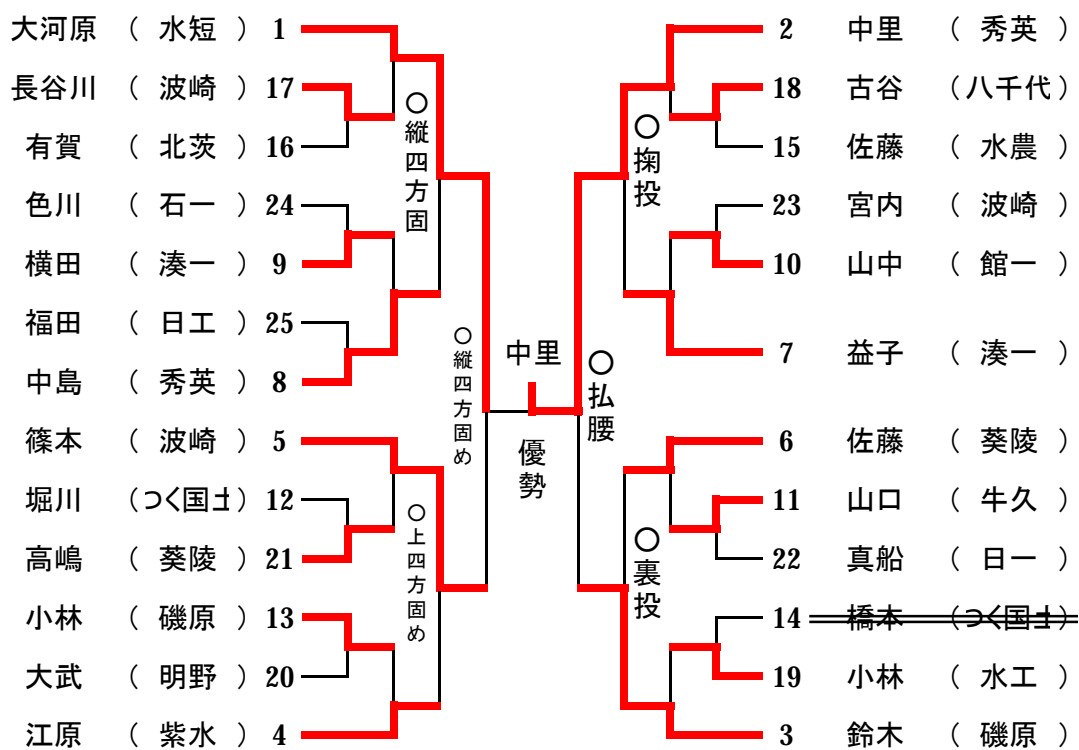 大河原 （ 水短 ） 1
長谷川 （ 波崎 ） 17
有賀 （ 北茨 ） 16
色川 （ 石一 ） 24
横田 （ 湊一 ） 9
福田 （ 日工 ） 25
中島 （ 秀英 ） 8
篠本 （ 波崎 ） 5
堀川 （つく国土） 12
高嶋 （ 葵陵 ） 21
小林 （ 磯原 ） 13
大武 （ 明野 ） 20
江原 （ 紫水 ） 4
○縦四方固
○上四方固め
○縦四方固め
中里
優勢
○払腰
○掬投
○裏投
2 中里 （ 秀英 ）
18 古谷 （八千代）
15 佐藤 （ 水農 ）
23 宮内 （ 波崎 ）
10 山中 （ 館一 ）
7 益子 （ 湊一 ）
6 佐藤 （ 葵陵 ）
11 山口 （ 牛久 ）
22 真船 （ 日一 ）
14 橋本 （つく国土）
19 小林 （ 水工 ）
3 鈴木 （ 磯原 ）